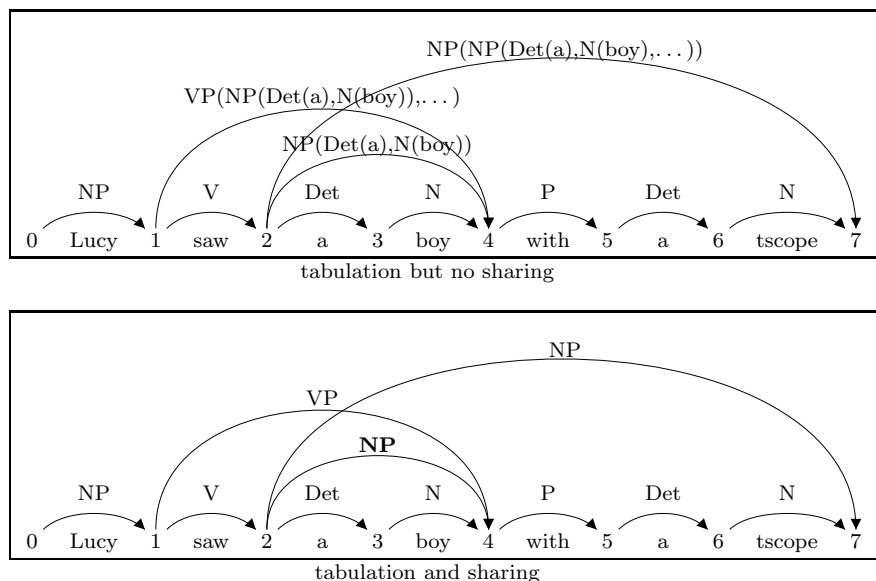 NP(NP(Det(a),N(boy),...))
VP(NP(Det(a),N(boy)),...)
NP(Det(a),N(boy))
NP V Det N P Det N
0 Lucy 1 saw 2 a 3 boy 4 with 5 a 6 tscope 7
tabulation but no sharing
NP
VP
NP
NP V Det N P Det N
0 Lucy 1 saw 2 a 3 boy 4 with 5 a 6 tscope 7
tabulation and sharing